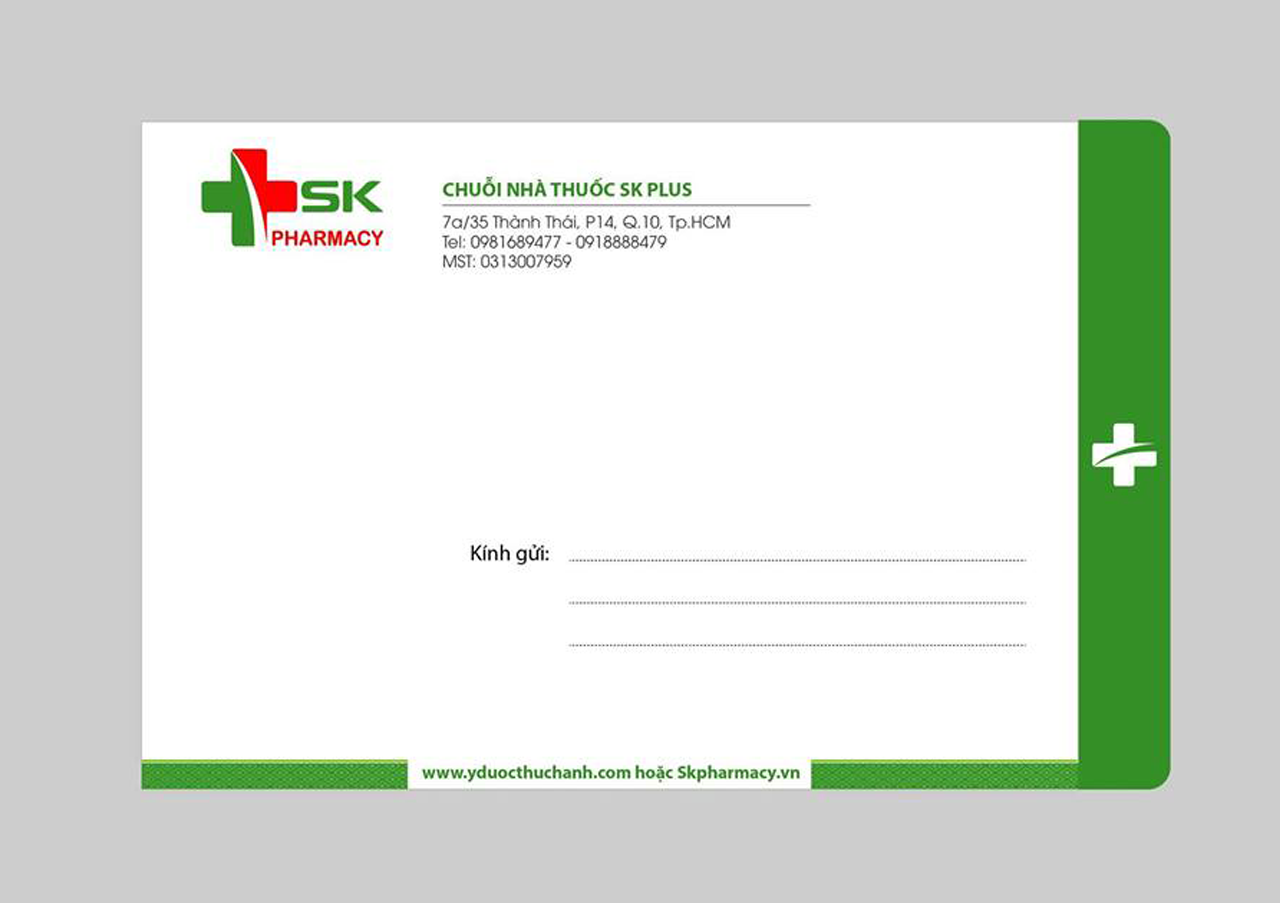 SK
PHARMACY
CHUỖI NHÀ THUỐC SK PLUS
7a/35 Thành Thái, P14, Q.10, Tp.HCM
Tel: 0981689477 - 0918888479
MST: 0313007959
Kính gửi:
www.yduocthuchanh.com hoặc Skpharmacy.vn